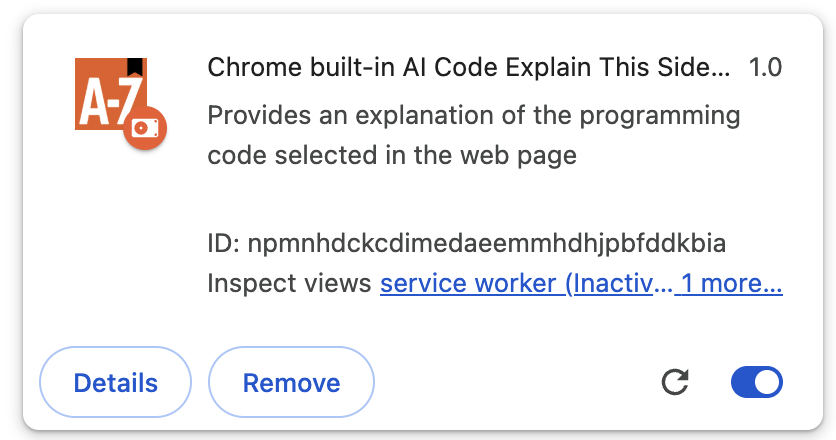 A-7
Chrome built-in AI Code Explain This Side... 1.0
Provides an explanation of the programming
code selected in the web page
ID: npmnhdckcdimedaeemmhdhjpbfddkbia
Inspect views service worker (Inactiv... 1 more...
Details Remove